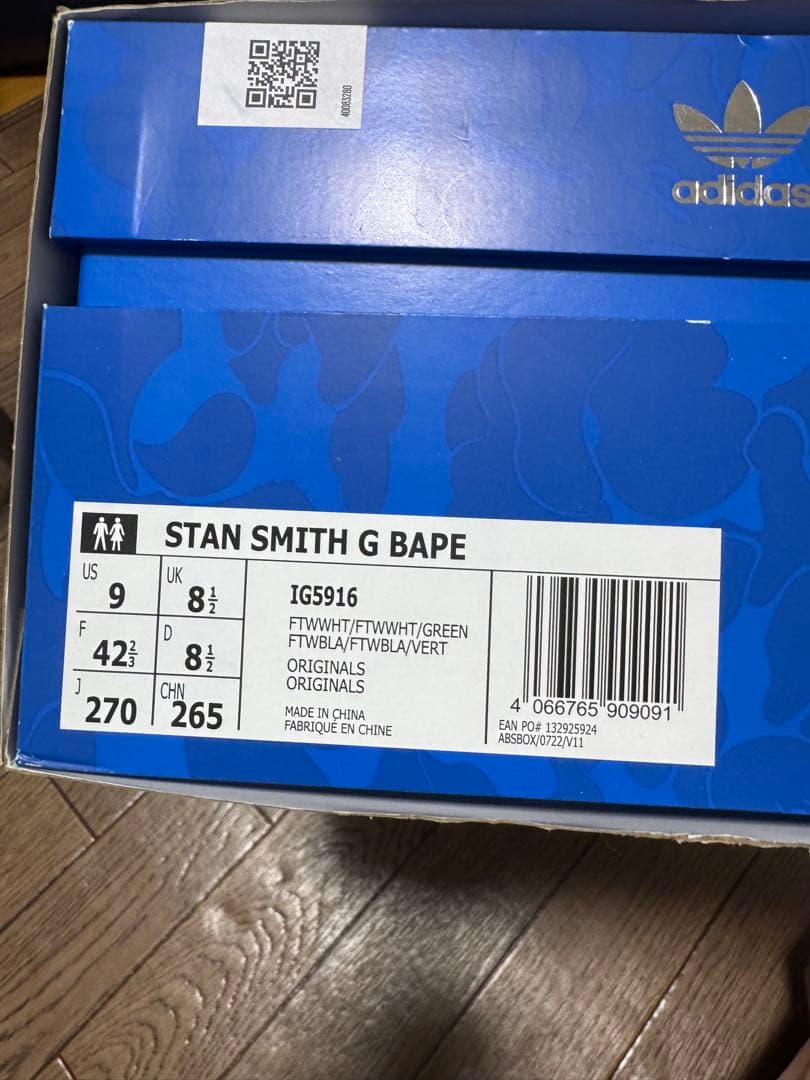 40083280
adidas
STAN SMITH G BAPE
US 9 UK 8½
F 42⅔ D 8½
J 270 CHN 265
IG5916
FTWWHT/FTWWHT/GREEN
FTWBLA/FTWBLA/VERT
ORIGINALS
ORIGINALS
MADE IN CHINA
FABRIQUÉ EN CHINE
4 066765 909091
EAN PO# 132925924
ABSBOX/0722/V11